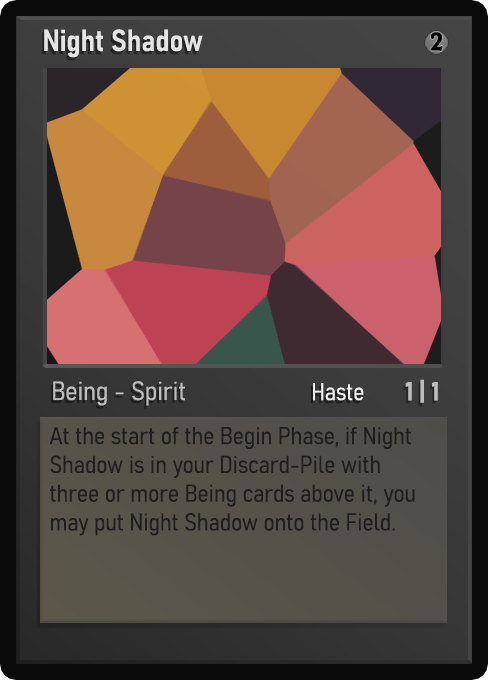 Night Shadow 2
Being - Spirit Haste 1|1
At the start of the Begin Phase, if Night
Shadow is in your Discard-Pile with
three or more Being cards above it, you
may put Night Shadow onto the Field.